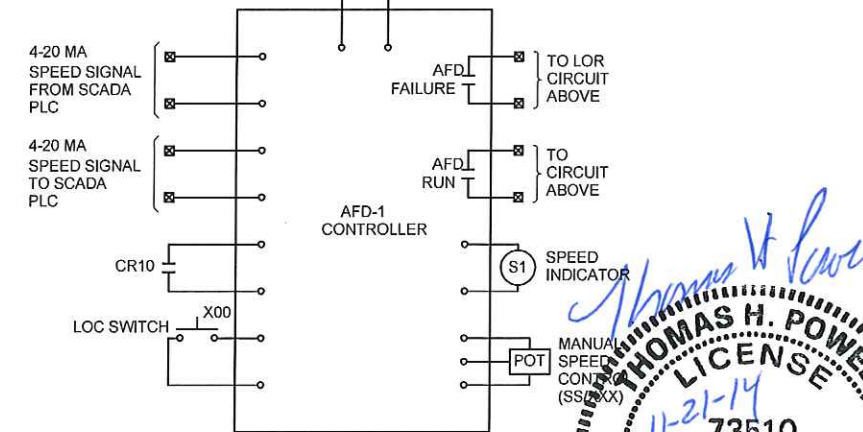 4-20 MA
SPEED SIGNAL
FROM SCADA
PLC
AFD
FAILURE
TO LOR
CIRCUIT
ABOVE
4-20 MA
SPEED SIGNAL
TO SCADA
PLC
AFD
RUN
TO
CIRCUIT
ABOVE
AFD-1
CONTROLLER
CR10
S1
SPEED
INDICATOR
LOC SWITCH
X00
POT
MANUAL
SPEED
Thomas H
THOMAS H. POWE
LICENSE
11-21-14
73510